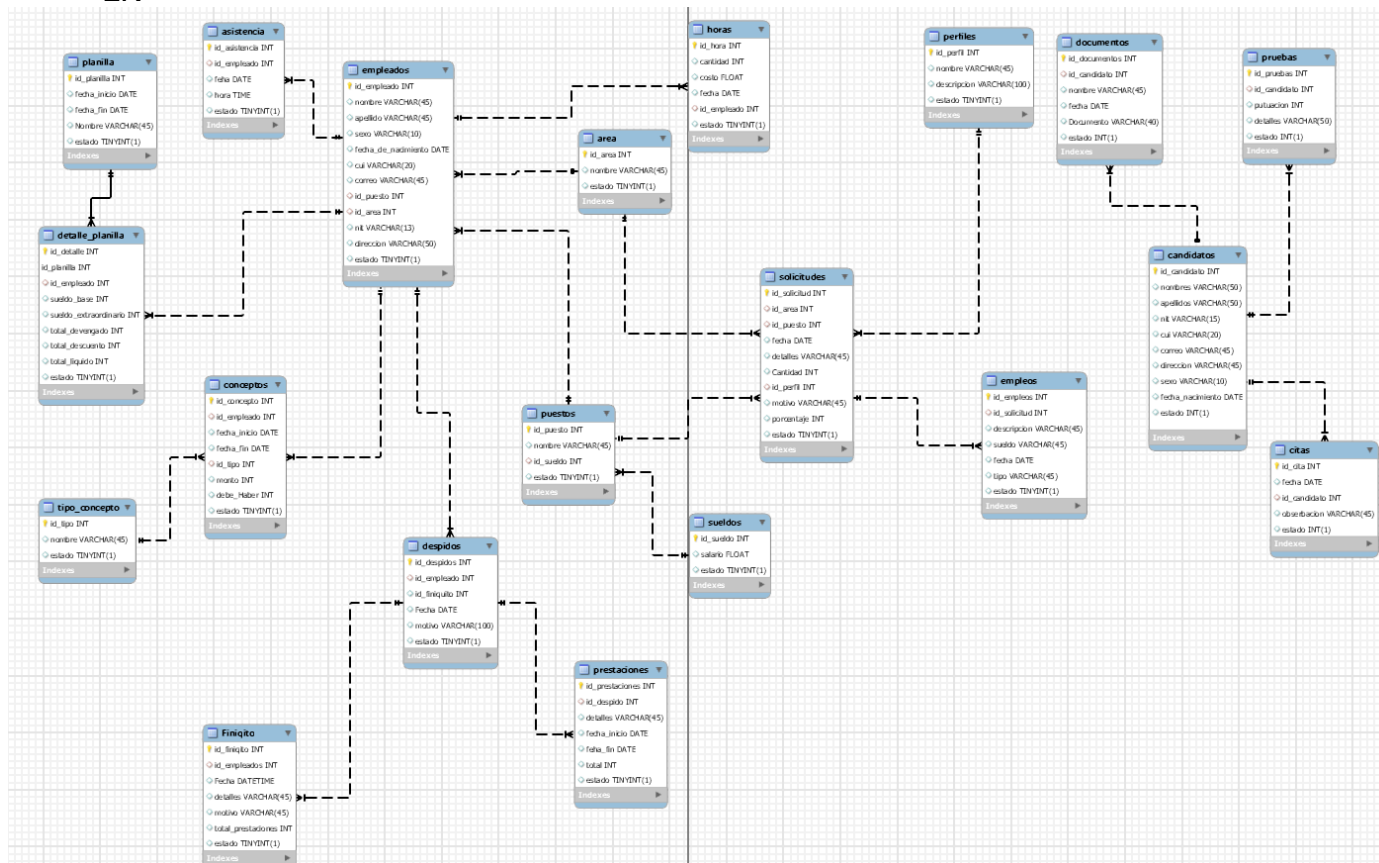 asistencia
id_asistencia INT
id_empleado INT
feha DATE
hora TIME
estado TINYINT(1)
Indexes
planilla
id_planilla INT
fecha_inicio DATE
fecha_fin DATE
Nombre VARCHAR(45)
estado TINYINT(1)
Indexes
empleados
id_empleado INT
nombre VARCHAR(45)
apellido VARCHAR(45)
sexo VARCHAR(10)
fecha_de_nacimiento DATE
cui VARCHAR(20)
correo VARCHAR(45)
id_puesto INT
id_area INT
nit VARCHAR(13)
direccion VARCHAR(50)
estado TINYINT(1)
Indexes
horas
id_hora INT
cantidad INT
costo FLOAT
fecha DATE
id_empleado INT
estado TINYINT(1)
Indexes
area
id_area INT
nombre VARCHAR(45)
estado TINYINT(1)
Indexes
perfiles
id_perfil INT
nombre VARCHAR(45)
descripcion VARCHAR(100)
estado TINYINT(1)
Indexes
documentos
id_documentos INT
id_candidato INT
nombre VARCHAR(45)
fecha DATE
Documento VARCHAR(40)
estado INT(1)
Indexes
pruebas
id_pruebas INT
id_candidato INT
putuacion INT
detalles VARCHAR(50)
estado TINYINT(1)
Indexes
detalle_planilla
id_detalle INT
id_planilla INT
id_empleado INT
sueldo_base INT
sueldo_extraordinario INT
total_devengado INT
total_descuento INT
total_liquido INT
estado TINYINT(1)
Indexes
candidatos
id_candidato INT
nombres VARCHAR(50)
apellidos VARCHAR(50)
nit VARCHAR(15)
cui VARCHAR(20)
correo VARCHAR(45)
direccion VARCHAR(45)
sexo VARCHAR(10)
fecha_nacimiento DATE
estado INT(1)
Indexes
solicitudes
id_solicitud INT
id_area INT
id_puesto INT
fecha DATE
detalles VARCHAR(45)
Cantidad INT
id_perfil INT
motivo VARCHAR(45)
porcentaje INT
estado TINYINT(1)
Indexes
conceptos
id_concepto INT
id_empleado INT
fecha_inicio DATE
fecha_fin DATE
id_tipo INT
monto INT
debe_Haber INT
estado TINYINT(1)
Indexes
empleos
id_empleos INT
id_solicitud INT
descripcion VARCHAR(45)
sueldo VARCHAR(45)
fecha DATE
tipo VARCHAR(45)
estado TINYINT(1)
Indexes
puestos
id_puesto INT
nombre VARCHAR(45)
id_sueldo INT
estado TINYINT(1)
Indexes
citas
id_cita INT
fecha DATE
id_candidato INT
obserbacion VARCHAR(45)
estado INT(1)
Indexes
tipo_concepto
id_tipo INT
nombre VARCHAR(45)
estado TINYINT(1)
Indexes
sueldos
id_sueldo INT
salario FLOAT
estado TINYINT(1)
Indexes
despidos
id_despidos INT
id_empleado INT
id_finiquito INT
Fecha DATE
motivo VARCHAR(100)
estado TINYINT(1)
Indexes
prestaciones
id_prestaciones INT
id_despido INT
detalles VARCHAR(45)
fecha_inicio DATE
feha_fin DATE
total INT
estado TINYINT(1)
Indexes
Finiqito
id_finiqito INT
id_empleados INT
Fecha DATETIME
detalles VARCHAR(45)
motivo VARCHAR(45)
total_prestaciones INT
estado TINYINT(1)
Indexes